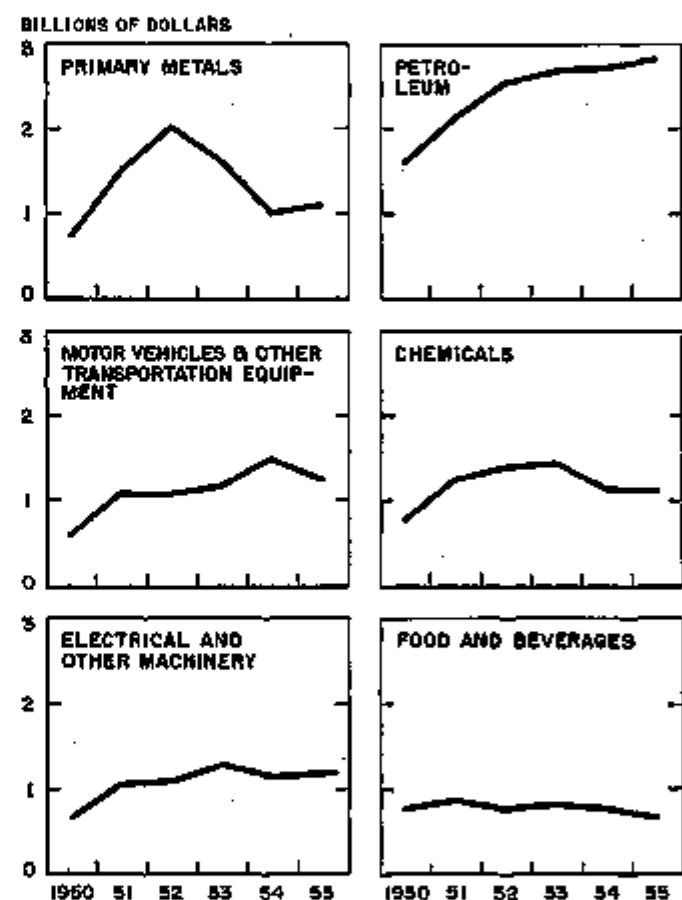 BILLIONS OF DOLLARS
3
PRIMARY METALS
2
1
0
PETRO-
LEUM
3
MOTOR VEHICLES & OTHER
TRANSPORTATION EQUIP-
MENT
2
1
0
CHEMICALS
3
ELECTRICAL AND
OTHER MACHINERY
2
1
0
1950 51 52 53 54 55
FOOD AND BEVERAGES
1950 51 52 53 54 55